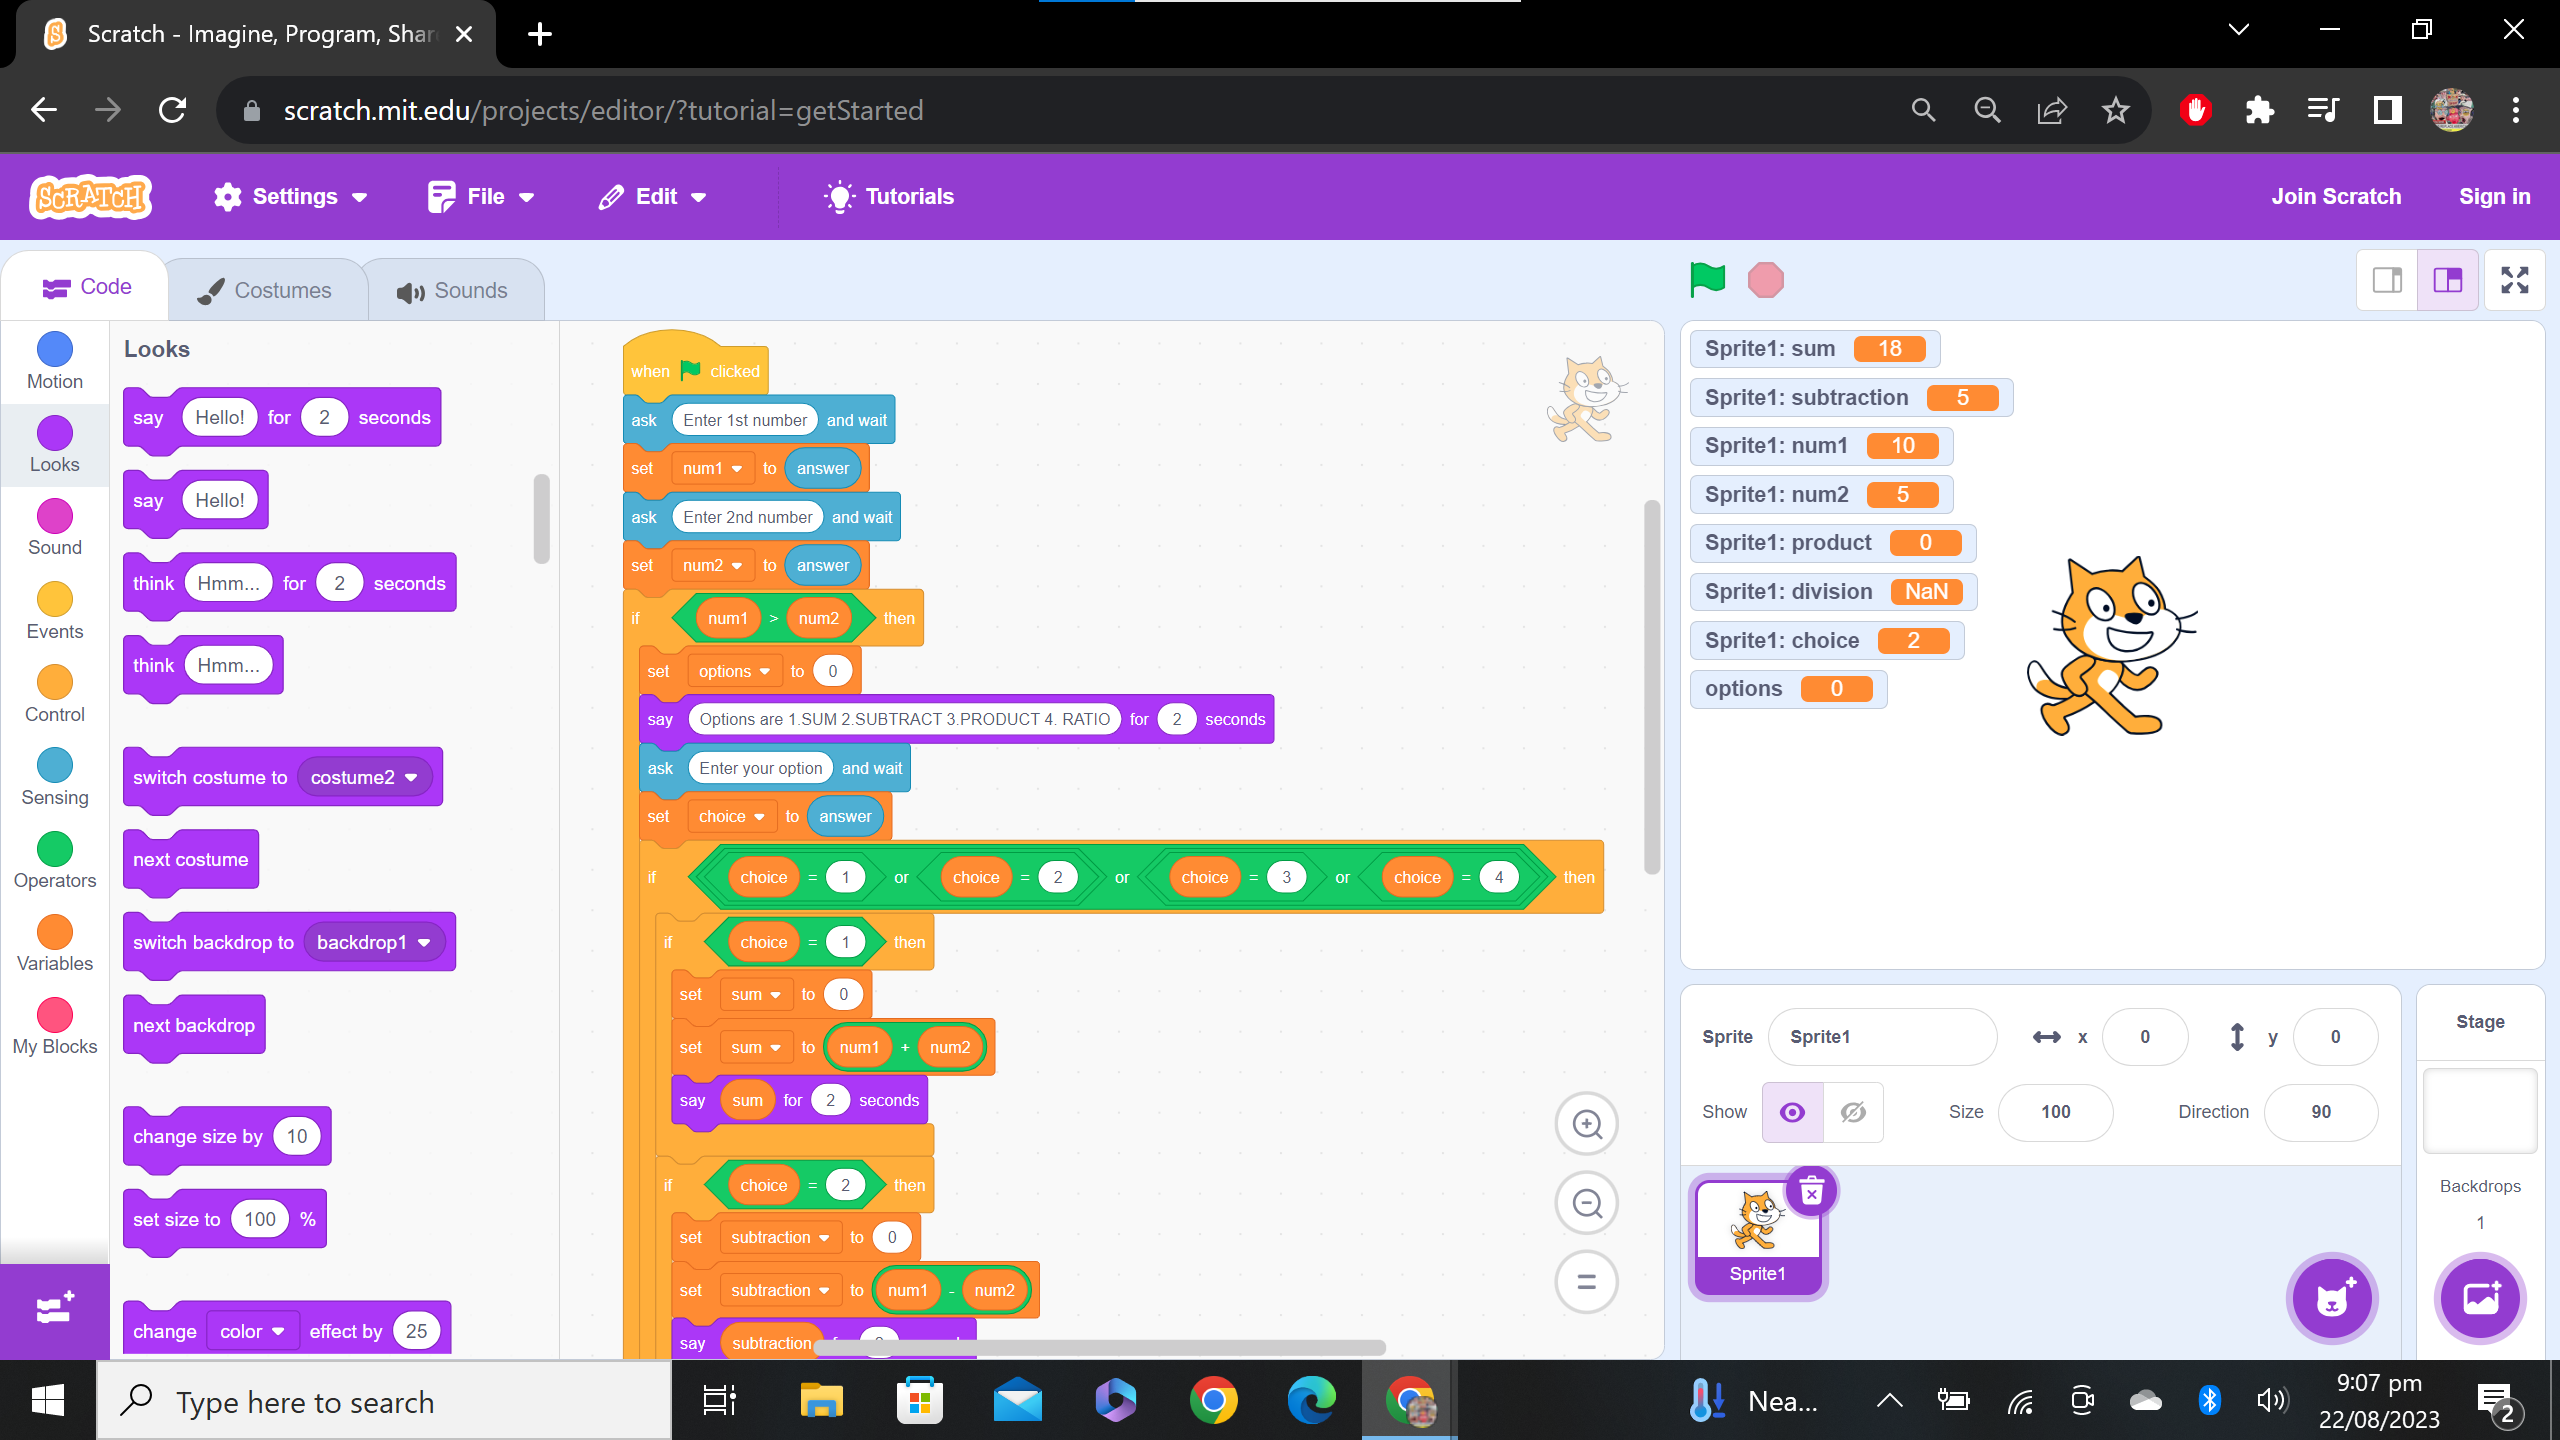 Scratch - Imagine, Program, Shar
scratch.mit.edu/projects/editor/?tutorial=getStarted
SCRATCH Settings File Edit Tutorials Join Scratch Sign in
Code Costumes Sounds
Motion
Looks
Sound
Events
Control
Sensing
Operators
Variables
My Blocks
Looks
say Hello! for 2 seconds
say Hello!
think Hmm... for 2 seconds
think Hmm...
switch costume to costume2
next costume
switch backdrop to backdrop1
next backdrop
change size by 10
set size to 100 %
change color effect by 25
when clicked
ask Enter 1st number and wait
set num1 to answer
ask Enter 2nd number and wait
set num2 to answer
if num1 > num2 then
set options to 0
say Options are 1.SUM 2.SUBTRACT 3.PRODUCT 4. RATIO for 2 seconds
ask Enter your option and wait
set choice to answer
if choice = 1 or choice = 2 or choice = 3 or choice = 4 then
if choice = 1 then
set sum to 0
set sum to num1 + num2
say sum for 2 seconds
if choice = 2 then
set subtraction to 0
set subtraction to num1 - num2
say subtraction
Sprite1: sum 18
Sprite1: subtraction 5
Sprite1: num1 10
Sprite1: num2 5
Sprite1: product 0
Sprite1: division NaN
Sprite1: choice 2
options 0
Sprite Sprite1 x 0 y 0
Show Size 100 Direction 90
Sprite1
Stage
Backdrops
1
Type here to search
Nea...
9:07 pm
22/08/2023
2